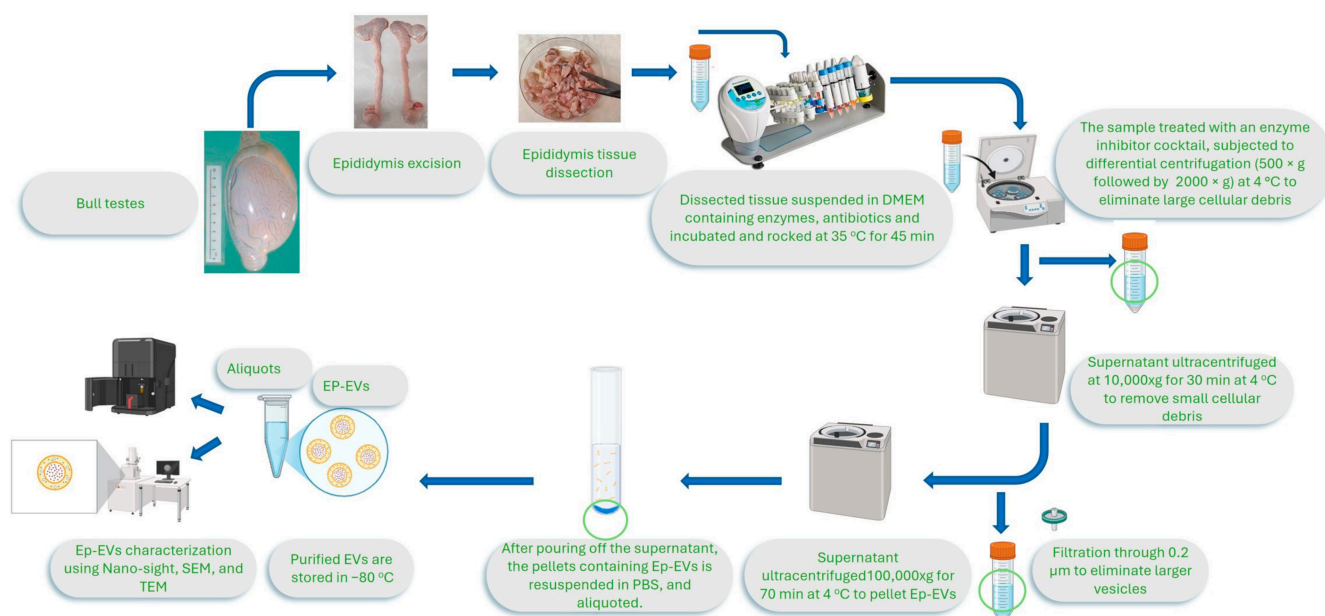 Bull testes
Epididymis excision
Epididymis tissue
dissection
Dissected tissue suspended in DMEM
containing enzymes, antibiotics and
incubated and rocked at 35 °C for 45 min
The sample treated with an enzyme
inhibitor cocktail, subjected to
differential centrifugation (500 × g
followed by 2000 × g) at 4 °C to
eliminate large cellular debris
Supernatant ultracentrifuged
at 10,000xg for 30 min at 4 °C
to remove small cellular
debris
Filtration through 0.2
µm to eliminate larger
vesicles
Supernatant
ultracentrifuged100,000xg for
70 min at 4 °C to pellet Ep-EVs
After pouring off the supernatant,
the pellets containing Ep-EVs is
resuspended in PBS, and
aliquoted.
Aliquots
EP-EVs
Purified EVs are
stored in −80 °C
Ep-EVs characterization
using Nano-sight, SEM, and
TEM